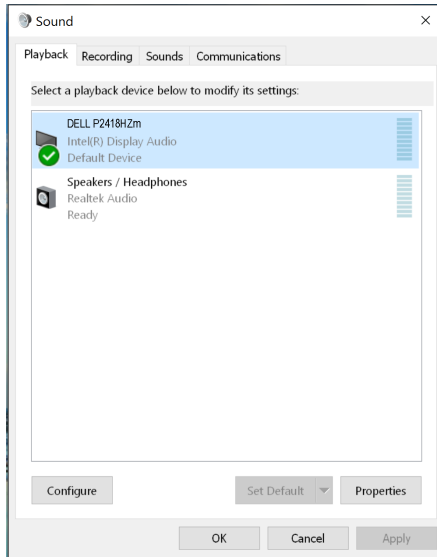 Sound
Playback Recording Sounds Communications
Select a playback device below to modify its settings:
DELL P2418HZm
Intel(R) Display Audio
Default Device
Speakers / Headphones
Realtek Audio
Ready
Configure Set Default Properties
OK Cancel Apply